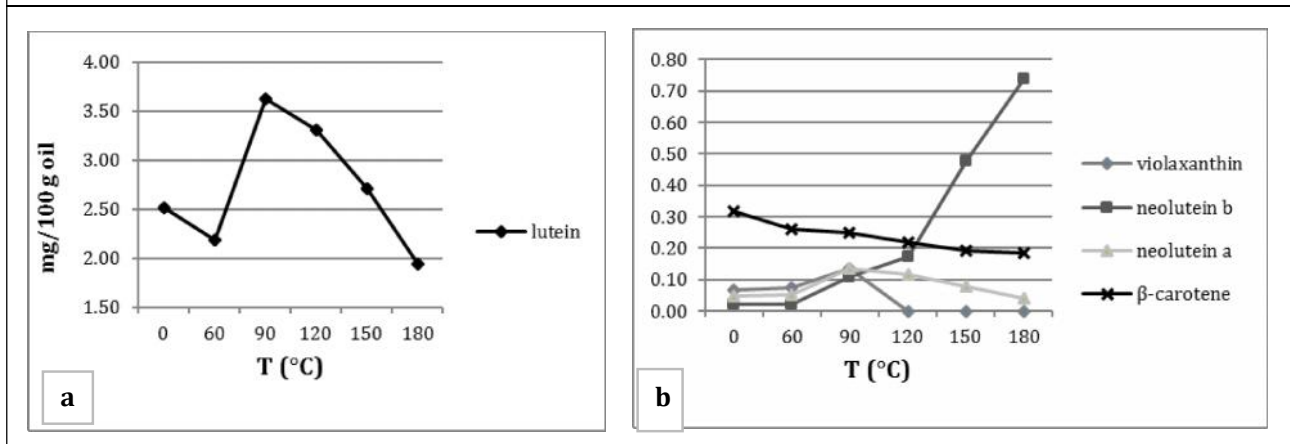 mg/100 g oil
4.00
3.50
3.00
2.50
2.00
1.50
0 60 90 120 150 180
T (°C)
lutein
a
0.80
0.70
0.60
0.50
0.40
0.30
0.20
0.10
0.00
0 60 90 120 150 180
T (°C)
violaxanthin
neolutein b
neolutein a
β-carotene
b